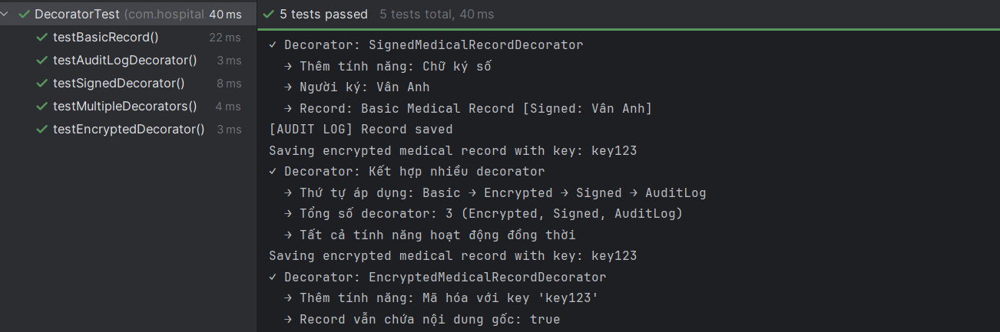 DecoratorTest (com.hospital. 40 ms
testBasicRecord() 22 ms
testAuditLogDecorator() 3 ms
testSignedDecorator() 8 ms
testMultipleDecorators() 4 ms
testEncryptedDecorator() 3 ms
5 tests passed 5 tests total, 40 ms
✓ Decorator: SignedMedicalRecordDecorator
→ Thêm tính năng: Chữ ký số
→ Người ký: Vân Anh
→ Record: Basic Medical Record [Signed: Vân Anh]
[AUDIT LOG] Record saved
Saving encrypted medical record with key: key123
✓ Decorator: Kết hợp nhiều decorator
→ Thứ tự áp dụng: Basic → Encrypted → Signed → AuditLog
→ Tổng số decorator: 3 (Encrypted, Signed, AuditLog)
→ Tất cả tính năng hoạt động đồng thời
Saving encrypted medical record with key: key123
✓ Decorator: EncryptedMedicalRecordDecorator
→ Thêm tính năng: Mã hóa với key 'key123'
→ Record vẫn chứa nội dung gốc: true